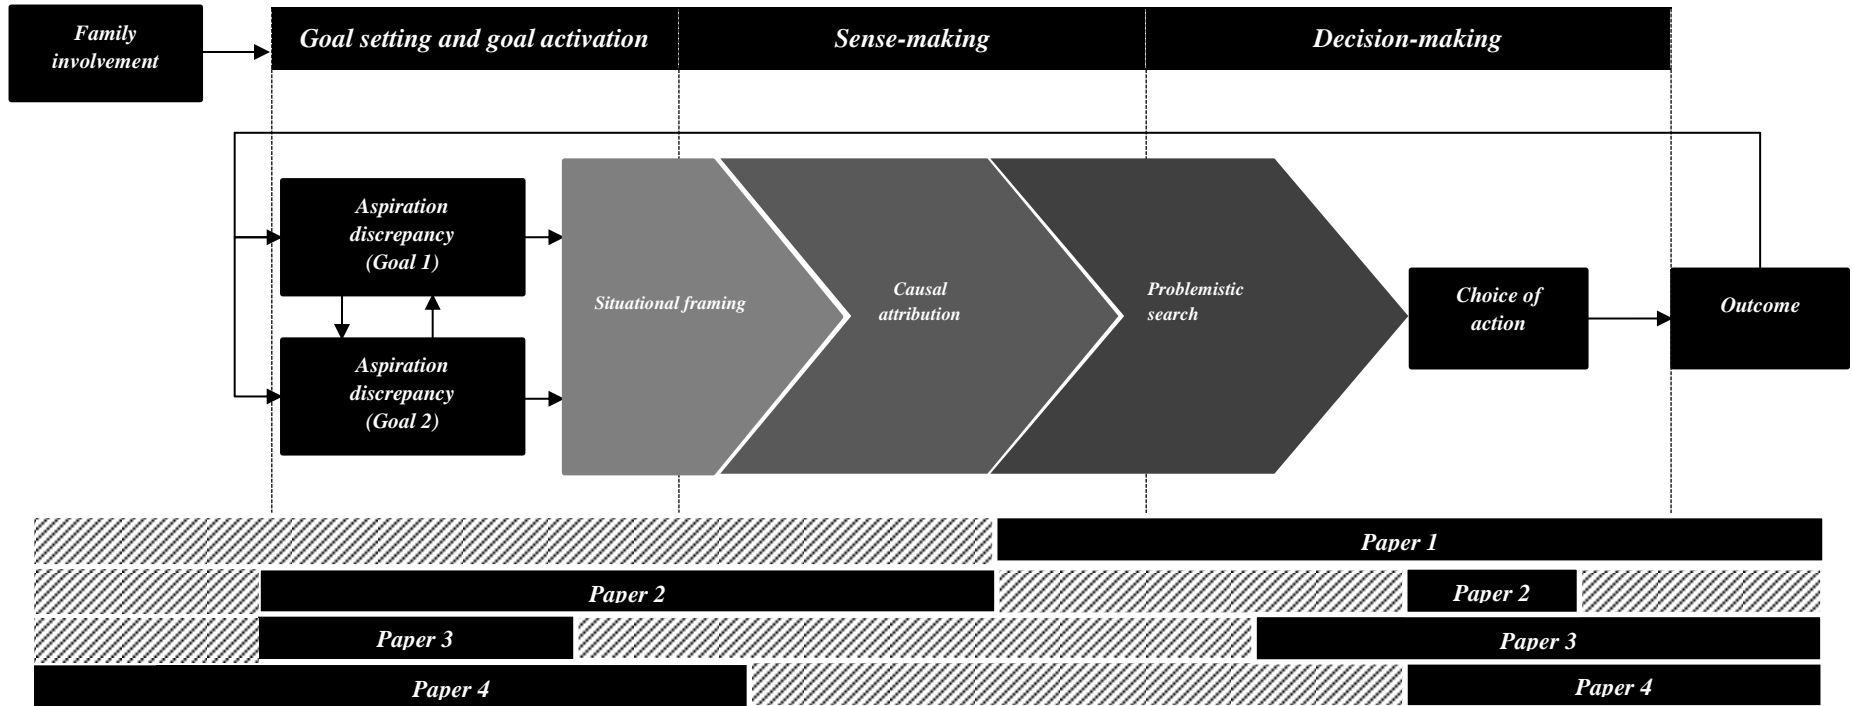 Family
involvement
Goal setting and goal activation
Sense-making
Decision-making
Aspiration
discrepancy
(Goal 1)
Aspiration
discrepancy
(Goal 2)
Situational framing
Causal
attribution
Problemistic
search
Choice of
action
Outcome
Paper 1
Paper 2
Paper 2
Paper 3
Paper 3
Paper 4
Paper 4